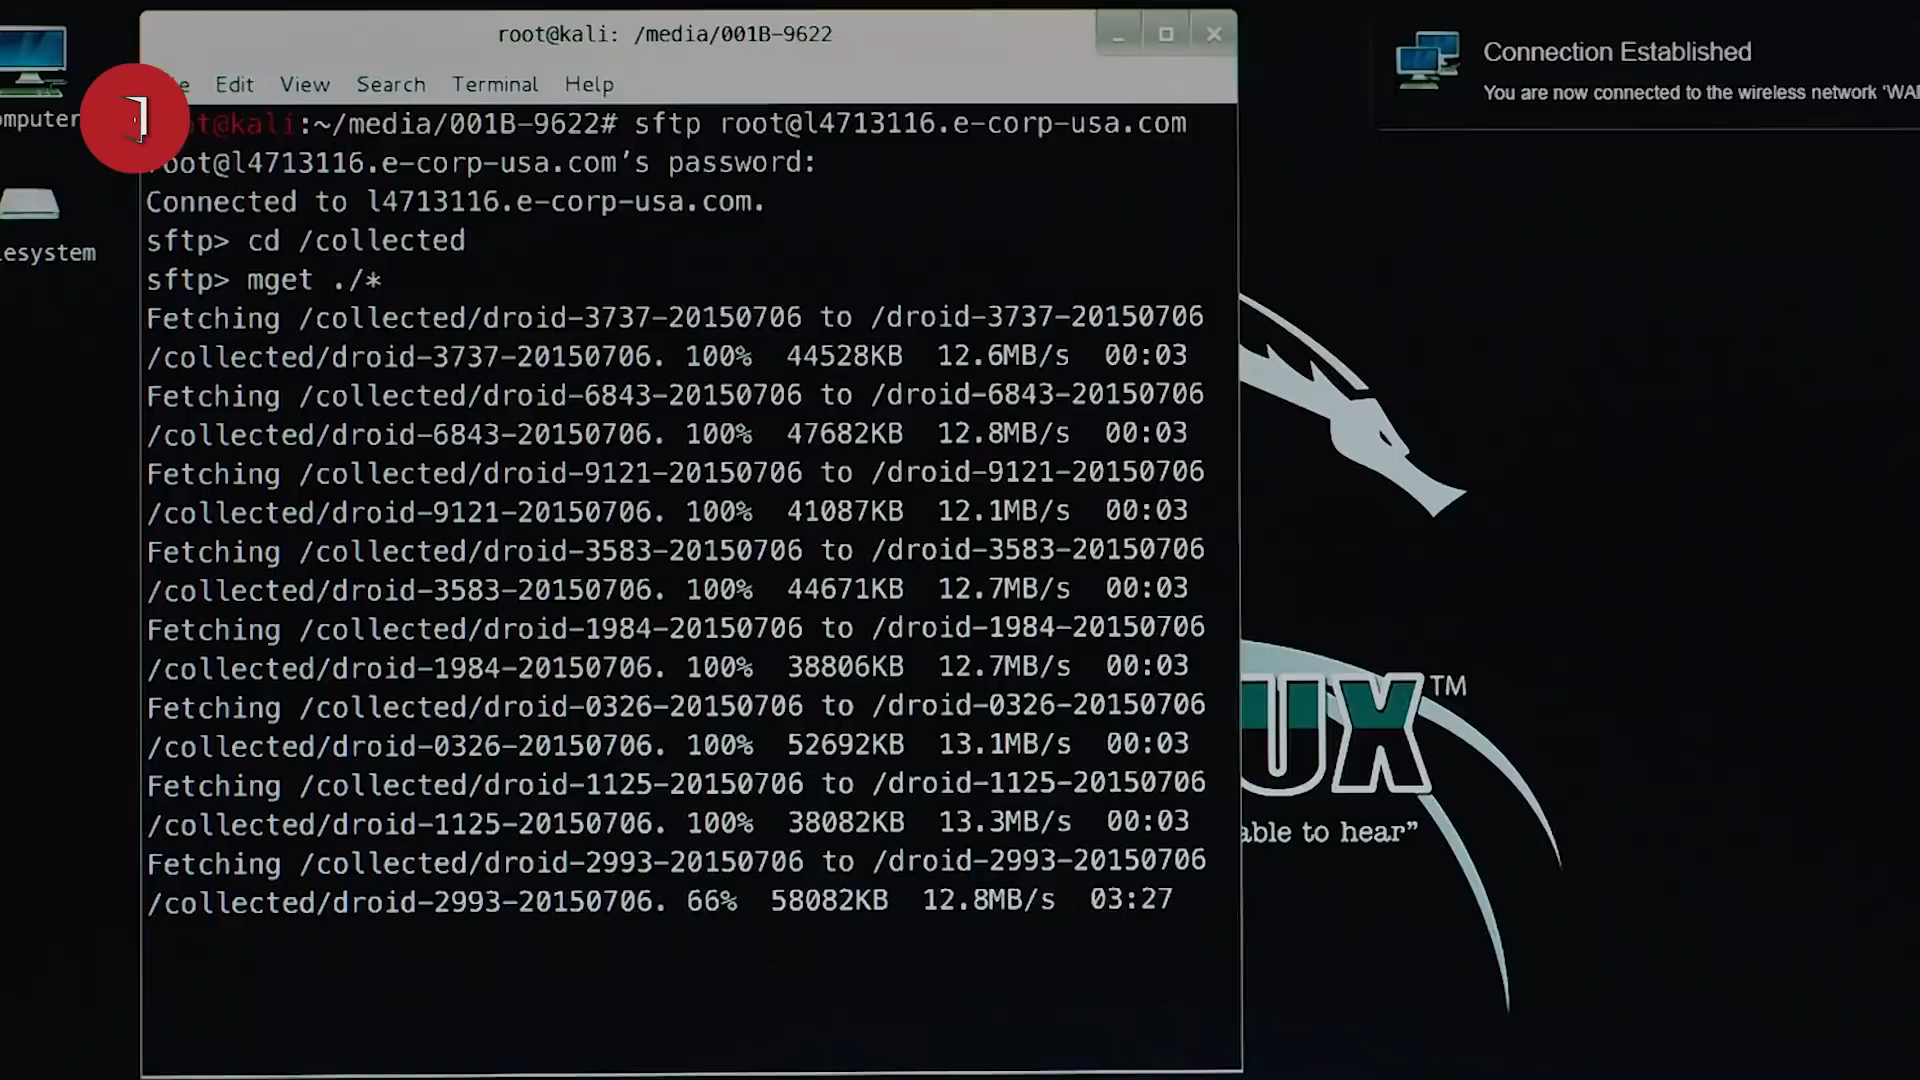 root@kali: /media/001B-9622
Edit View Search Terminal Help
Connection Established
You are now connected to the wireless network
:~/media/001B-9622# sftp root@l4713116.e-corp-usa.com
root@l4713116.e-corp-usa.com’s password:
Connected to l4713116.e-corp-usa.com.
sftp> cd /collected
sftp> mget ./*
Fetching /collected/droid-3737-20150706 to /droid-3737-20150706
/collected/droid-3737-20150706. 100% 44528KB 12.6MB/s 00:03
Fetching /collected/droid-6843-20150706 to /droid-6843-20150706
/collected/droid-6843-20150706. 100% 47682KB 12.8MB/s 00:03
Fetching /collected/droid-9121-20150706 to /droid-9121-20150706
/collected/droid-9121-20150706. 100% 41087KB 12.1MB/s 00:03
Fetching /collected/droid-3583-20150706 to /droid-3583-20150706
/collected/droid-3583-20150706. 100% 44671KB 12.7MB/s 00:03
Fetching /collected/droid-1984-20150706 to /droid-1984-20150706
/collected/droid-1984-20150706. 100% 38806KB 12.7MB/s 00:03
Fetching /collected/droid-0326-20150706 to /droid-0326-20150706
/collected/droid-0326-20150706. 100% 52692KB 13.1MB/s 00:03
Fetching /collected/droid-1125-20150706 to /droid-1125-20150706
/collected/droid-1125-20150706. 100% 38082KB 13.3MB/s 00:03
Fetching /collected/droid-2993-20150706 to /droid-2993-20150706
/collected/droid-2993-20150706. 66% 58082KB 12.8MB/s 03:27
UX™
able to hear”